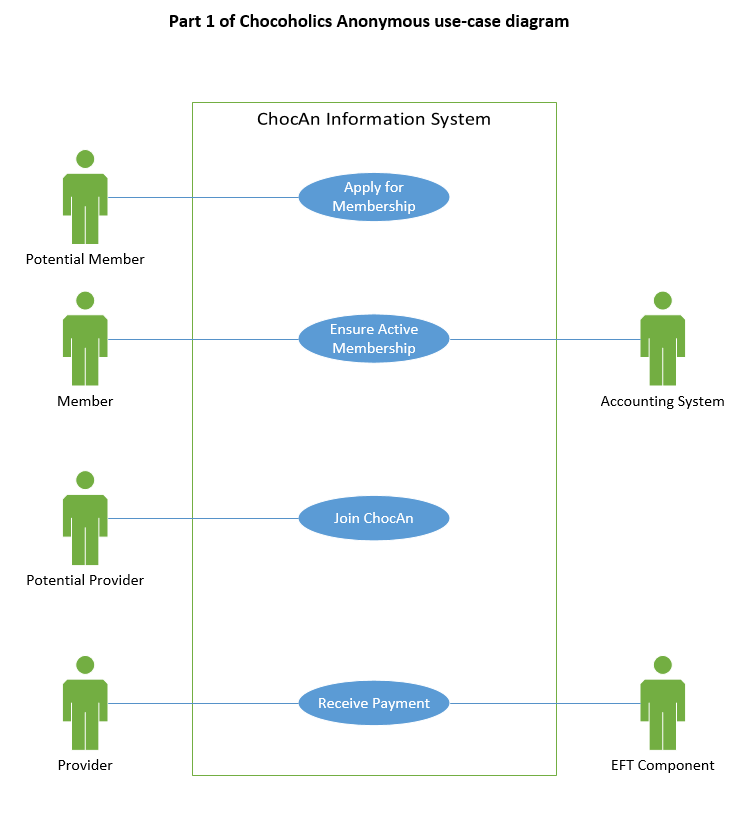 Part 1 of Chocoholics Anonymous use-case diagram
ChocAn Information System
Apply for
Membership
Potential Member
Ensure Active
Membership
Member
Accounting System
Join ChocAn
Potential Provider
Receive Payment
Provider
EFT Component